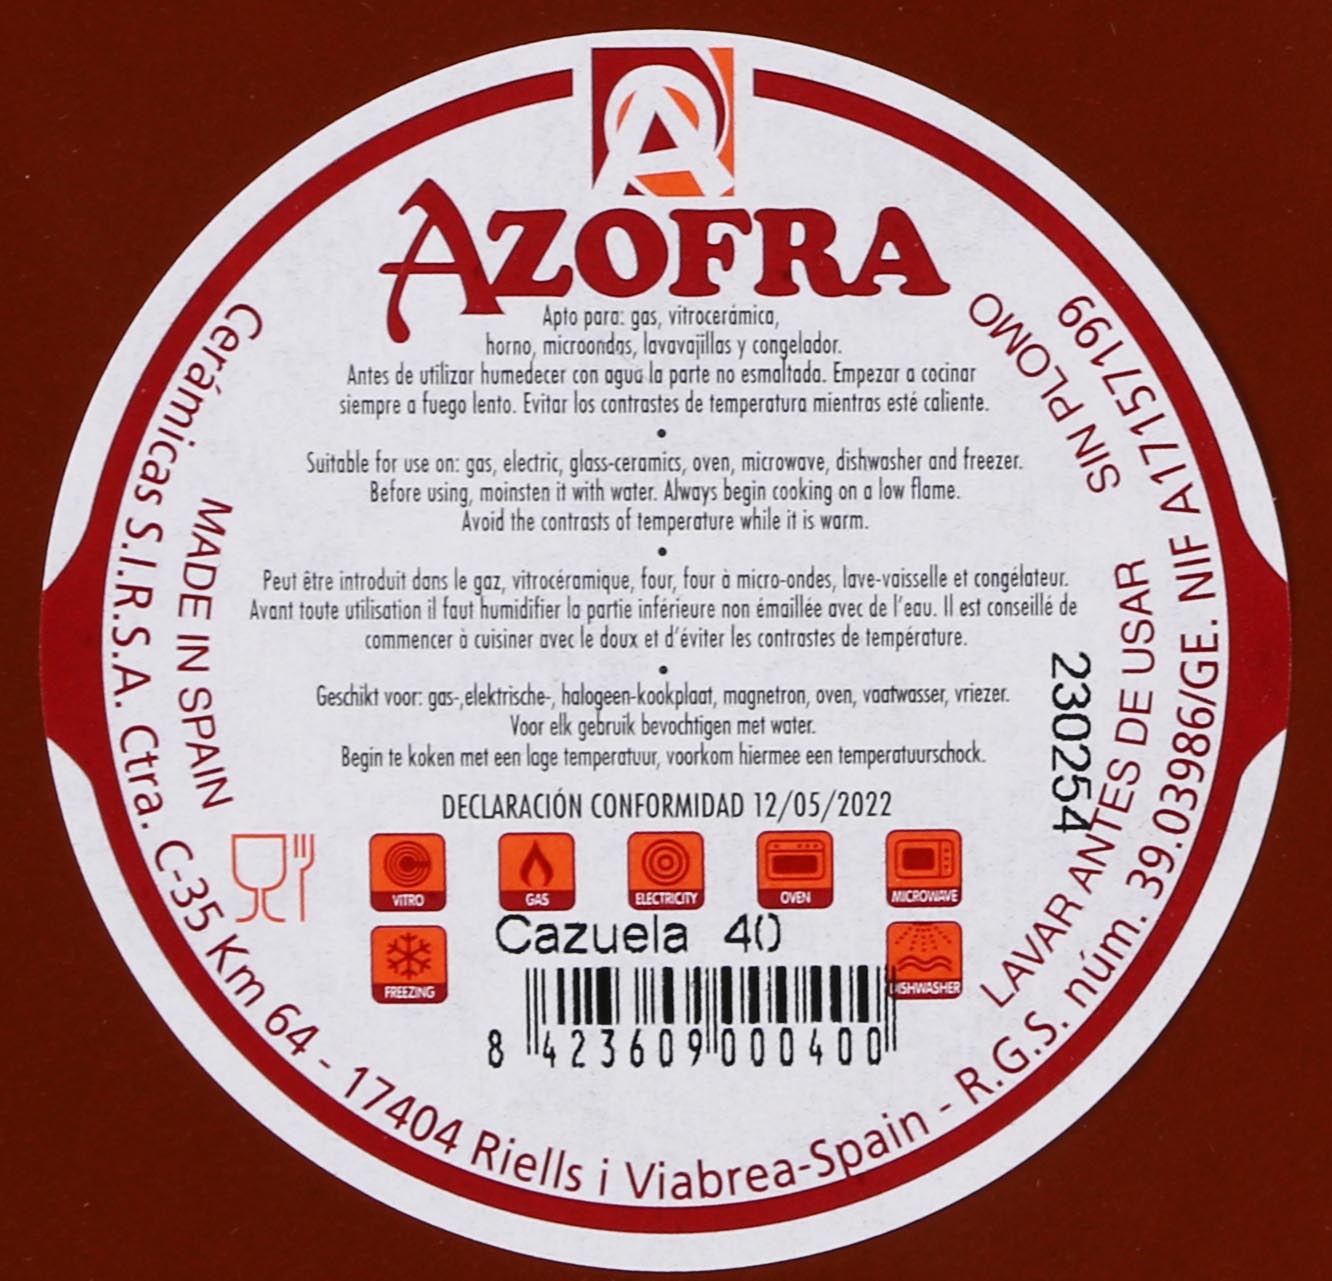 AZOFRA
Apto para: gas, vitrocerámica,
horno, microondas, lavavajillas y congelador.
Antes de utilizar humedecer con agua la parte no esmaltada. Empezar a cocinar
siempre a fuego lento. Evitar los contrastes de temperatura mientras esté caliente.
•
Suitable for use on: gas, electric, glass-ceramics, oven, microwave, dishwasher and freezer.
Before using, moinsten it with water. Always begin cooking on a low flame.
Avoid the contrasts of temperature while it is warm.
•
Peut être introduit dans le gaz, vitrocéramique, four, four à micro-ondes, lave-vaisselle et congélateur.
Avant toute utilisation il faut humidifier la partie inférieure non émaillée avec de l'eau. Il est conseillé de
commencer à cuisiner avec le doux et d'éviter les contrastes de température.
•
Geschikt voor: gas-,elektrische-, halogeen-kookplaat, magnetron, oven, vaatwasser, vriezer.
Voor elk gebruik bevochtigen met water.
Begin te koken met een lage temperatuur, voorkom hiermee een temperatuurschock.
DECLARACIÓN CONFORMIDAD 12/05/2022
VITRO
GAS
ELECTRICITY
OVEN
MICROWAVE
FREEZING
DISHWASHER
Cazuela 40
8 423609 000400
MADE IN SPAIN
SIN PLOMO
LAVAR ANTES DE USAR
230254
Cerámicas S.I.R.S.A. Ctra. C-35 Km 64 - 17404 Riells i Viabrea-Spain - R.G.S. núm. 39.03986/GE. NIF A17157199